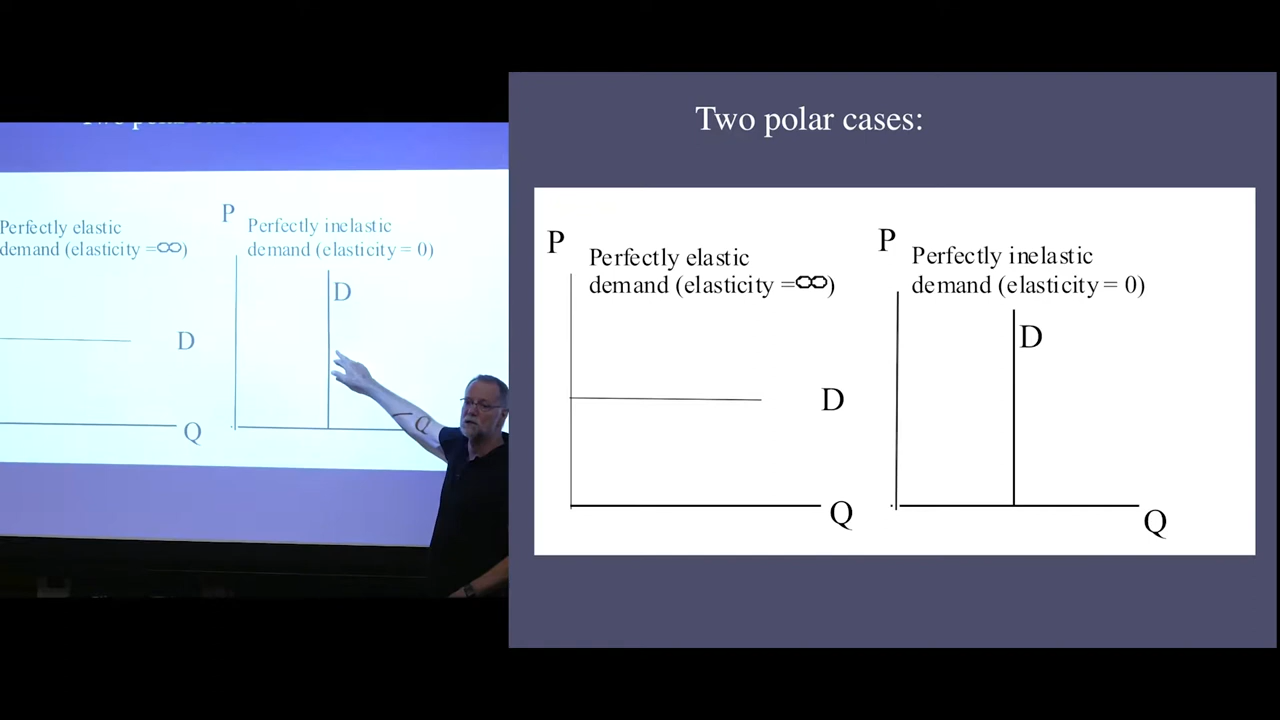 Perfectly elastic
demand (elasticity =∞)
D
Q
P
Perfectly inelastic
demand (elasticity = 0)
D
Q
Two polar cases:
P
Perfectly elastic
demand (elasticity =∞)
D
Q
P
Perfectly inelastic
demand (elasticity = 0)
D
Q